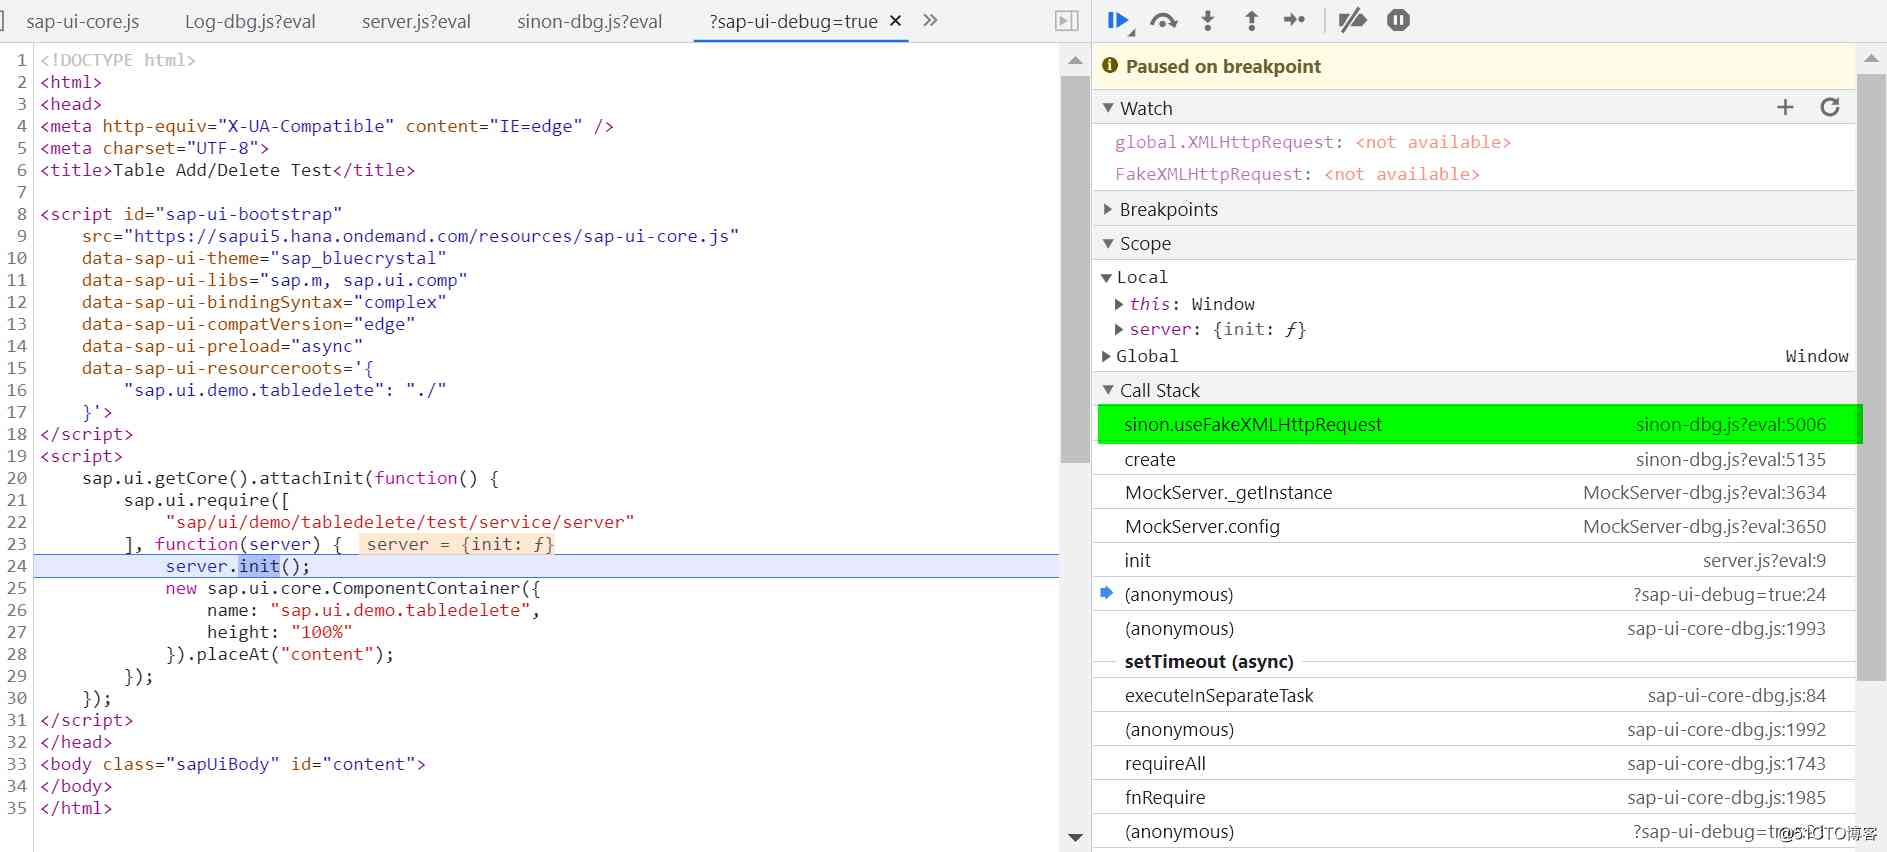 sap-ui-core.js Log-dbg.js?eval server.js?eval sinon-dbg.js?eval ?sap-ui-debug=true × »
1 <!DOCTYPE html>
2 <html>
3 <head>
4 <meta http-equiv="X-UA-Compatible" content="IE=edge" />
5 <meta charset="UTF-8">
6 <title>Table Add/Delete Test</title>
7
8 <script id="sap-ui-bootstrap"
9 src="https://sapui5.hana.ondemand.com/resources/sap-ui-core.js"
10 data-sap-ui-theme="sap_bluecrystal"
11 data-sap-ui-libs="sap.m, sap.ui.comp"
12 data-sap-ui-bindingSyntax="complex"
13 data-sap-ui-compatVersion="edge"
14 data-sap-ui-preload="async"
15 data-sap-ui-resourceroots='{
16 "sap.ui.demo.tabledelete": "./"
17 }'>
18 </script>
19 <script>
20 sap.ui.getCore().attachInit(function() {
21 sap.ui.require([
22 "sap/ui/demo/tabledelete/test/service/server"
23 ], function(server) { server = {init: ƒ}
24 server.init();
25 new sap.ui.core.ComponentContainer({
26 name: "sap.ui.demo.tabledelete",
27 height: "100%"
28 }).placeAt("content");
29 });
30 });
31 </script>
32 </head>
33 <body class="sapUiBody" id="content">
34 </body>
35 </html>
Paused on breakpoint
Watch
global.XMLHttpRequest: <not available>
FakeXMLHttpRequest: <not available>
Breakpoints
Scope
Local
this: Window
server: {init: ƒ}
Global Window
Call Stack
sinon.useFakeXMLHttpRequest sinon-dbg.js?eval:5006
create sinon-dbg.js?eval:5135
MockServer._getInstance MockServer-dbg.js?eval:3634
MockServer.config MockServer-dbg.js?eval:3650
init server.js?eval:9
(anonymous) ?sap-ui-debug=true:24
(anonymous) sap-ui-core-dbg.js:1993
setTimeout (async)
executeInSeparateTask sap-ui-core-dbg.js:84
(anonymous) sap-ui-core-dbg.js:1992
requireAll sap-ui-core-dbg.js:1743
fnRequire sap-ui-core-dbg.js:1985
(anonymous) ?sap-ui-debug=true
@51CTO博客